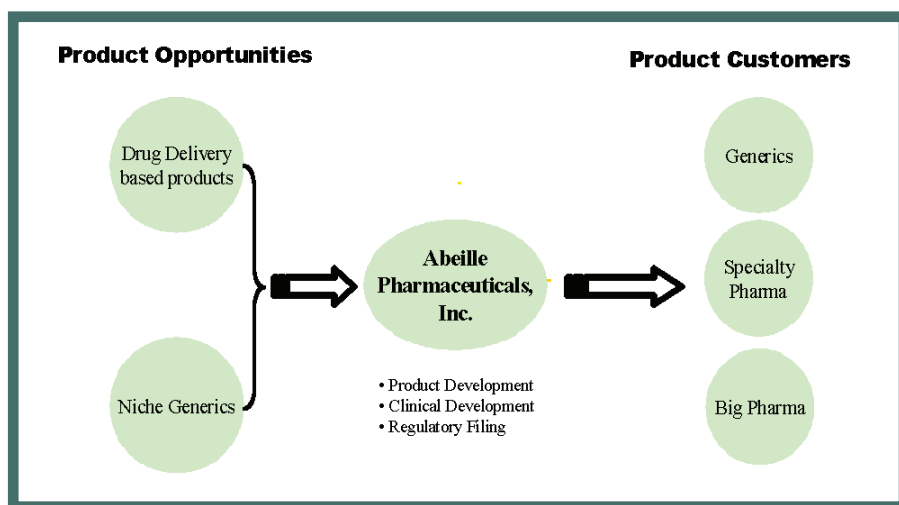 Product Opportunities
Product Customers
Drug Delivery
based products
Niche Generics
Abeille
Pharmaceuticals,
Inc.
• Product Development
• Clinical Development
• Regulatory Filing
Generics
Specialty
Pharma
Big Pharma